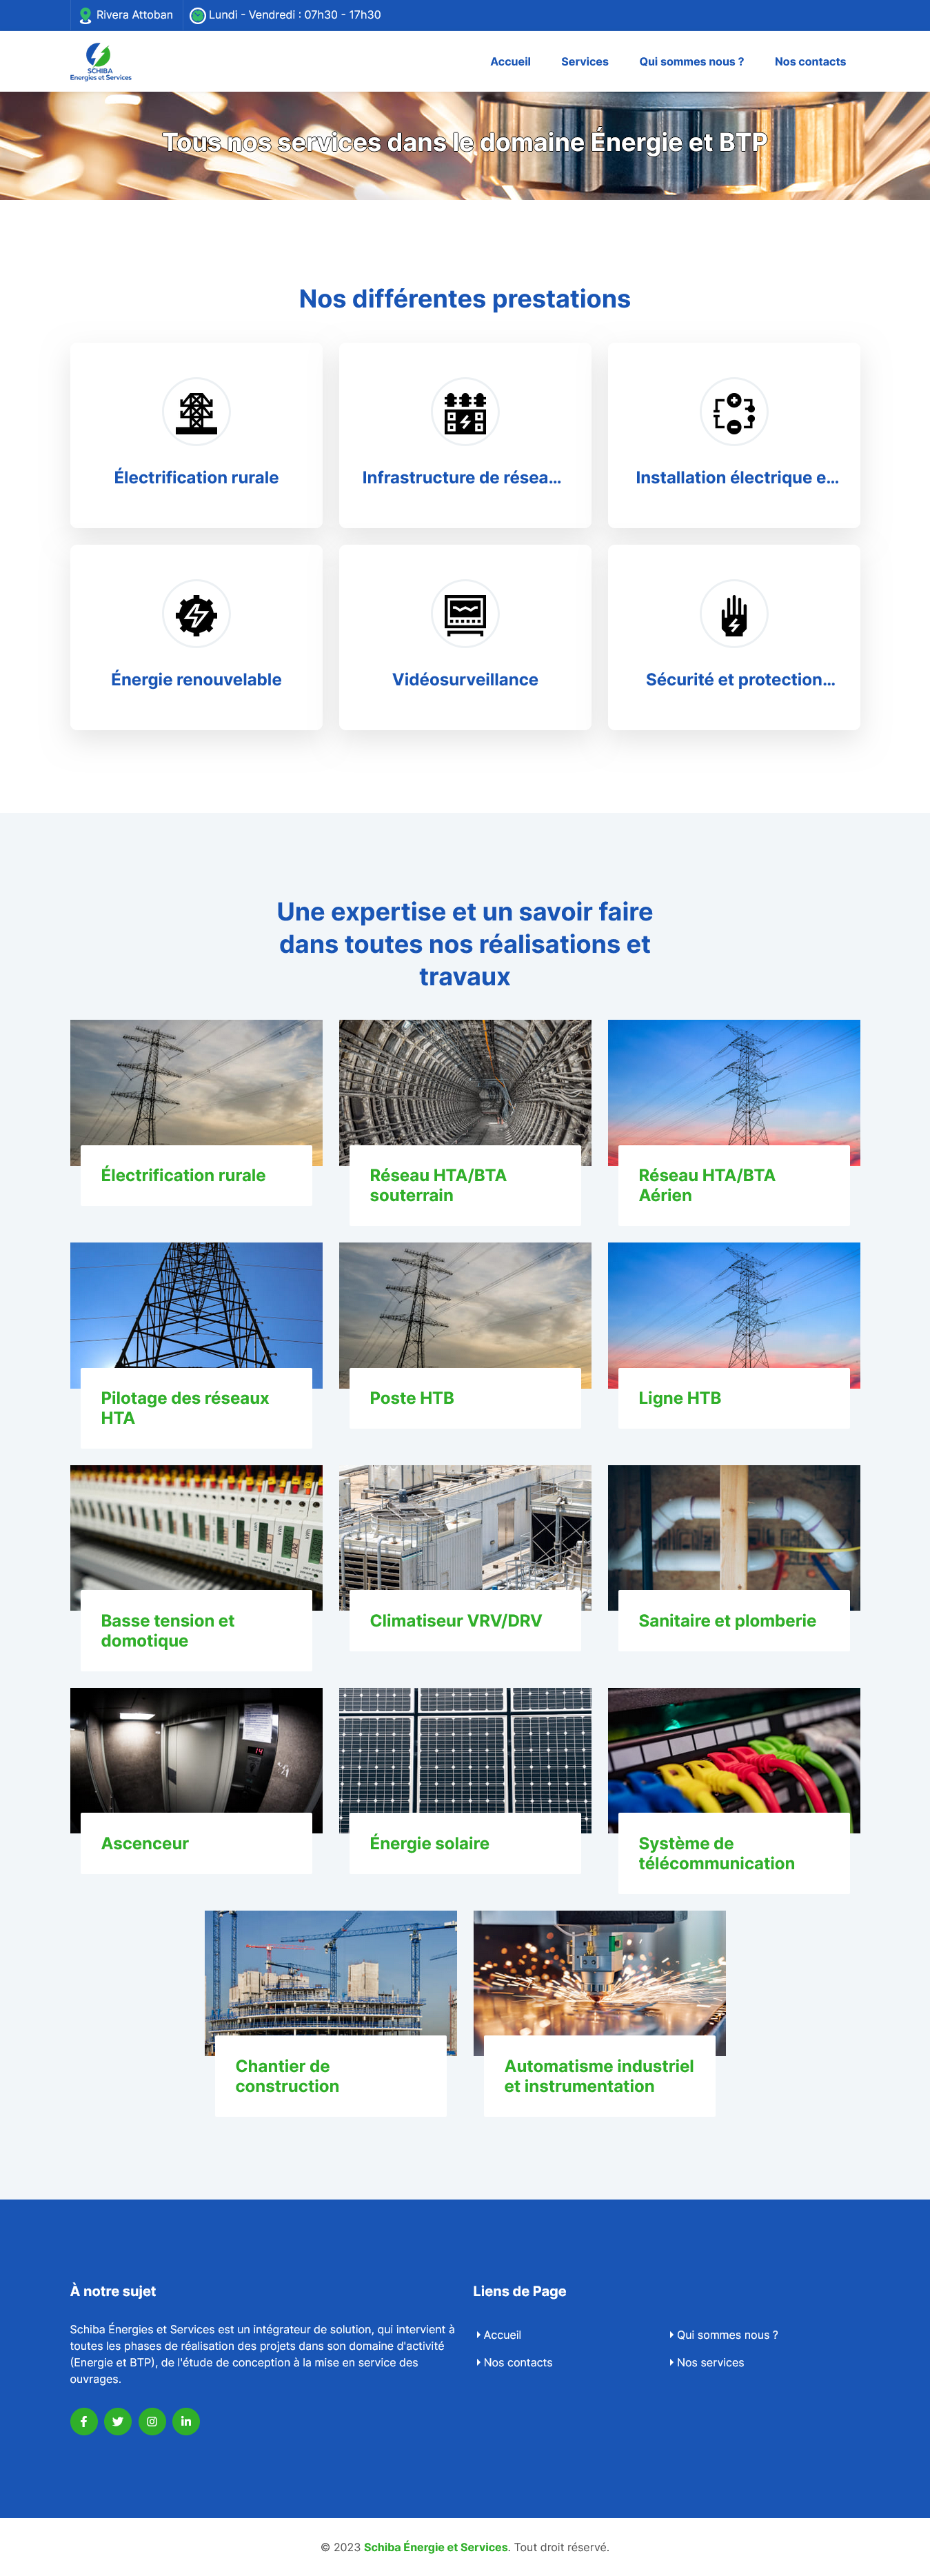 Rivera Attoban
Lundi - Vendredi : 07h30 - 17h30
SCHIBA
Energies et Services
Accueil
Services
Qui sommes nous ?
Nos contacts
Tous nos services dans le domaine Énergie et BTP
Nos différentes prestations
Électrification rurale
Infrastructure de résea...
Installation électrique e...
Énergie renouvelable
Vidéosurveillance
Sécurité et protection...
Une expertise et un savoir faire
dans toutes nos réalisations et
travaux
Électrification rurale
Réseau HTA/BTA
souterrain
Réseau HTA/BTA
Aérien
Pilotage des réseaux
HTA
Poste HTB
Ligne HTB
Basse tension et
domotique
Climatiseur VRV/DRV
Sanitaire et plomberie
14
Ascenceur
Énergie solaire
Système de
télécommunication
Chantier de
construction
Automatisme industriel
et instrumentation
À notre sujet
Schiba Énergies et Services est un intégrateur de solution, qui intervient à
toutes les phases de réalisation des projets dans son domaine d'activité
(Energie et BTP), de l'étude de conception à la mise en service des
ouvrages.
Liens de Page
Accueil
Qui sommes nous ?
Nos contacts
Nos services
© 2023 Schiba Énergie et Services. Tout droit réservé.